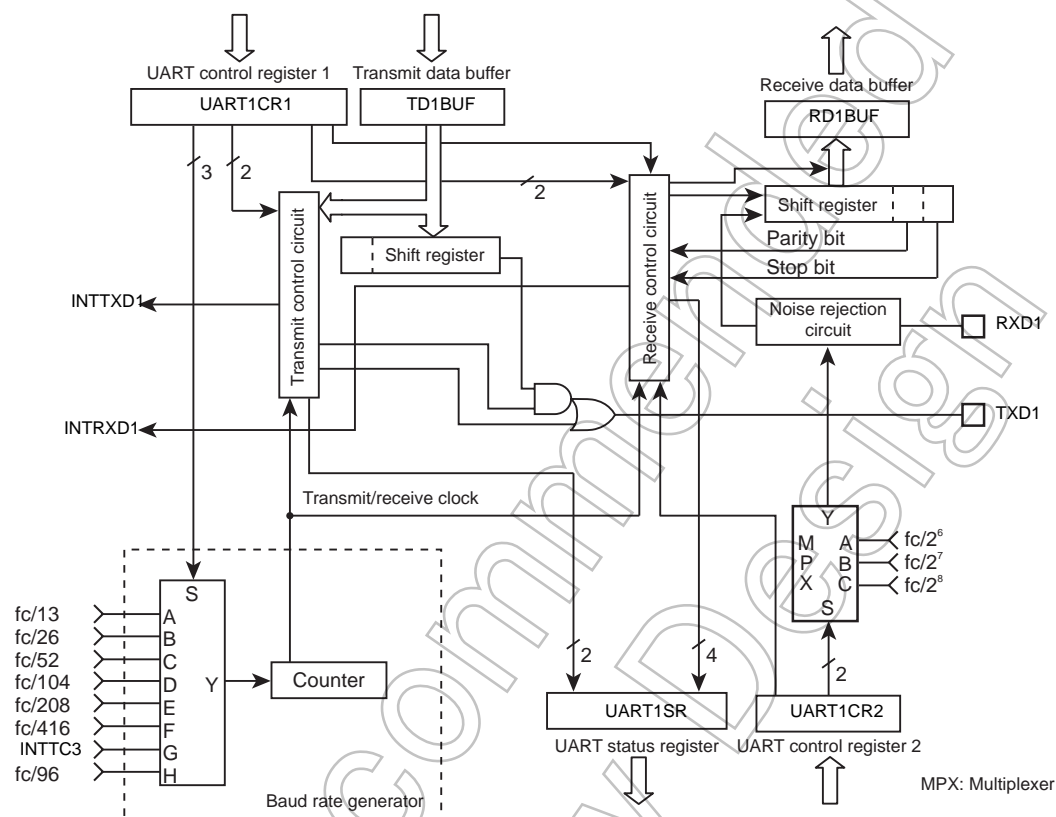 UART control register 1
Transmit data buffer
Receive data buffer
UART1CR1
TD1BUF
RD1BUF
3
2
2
Transmit control circuit
Receive control circuit
Shift register
Shift register
Parity bit
Stop bit
Noise rejection
circuit
INTTXD1
RXD1
INTRXD1
TXD1
Transmit/receive clock
Y
M
P
X
A
B
C
S
fc/2⁶
fc/2⁷
fc/2⁸
S
fc/13
A
fc/26
B
fc/52
C
fc/104
D
fc/208
E
fc/416
F
INTTC3
G
fc/96
H
Y
Counter
2
4
2
UART1SR
UART1CR2
UART status register
UART control register 2
Baud rate generator
MPX: Multiplexer
commended
Design